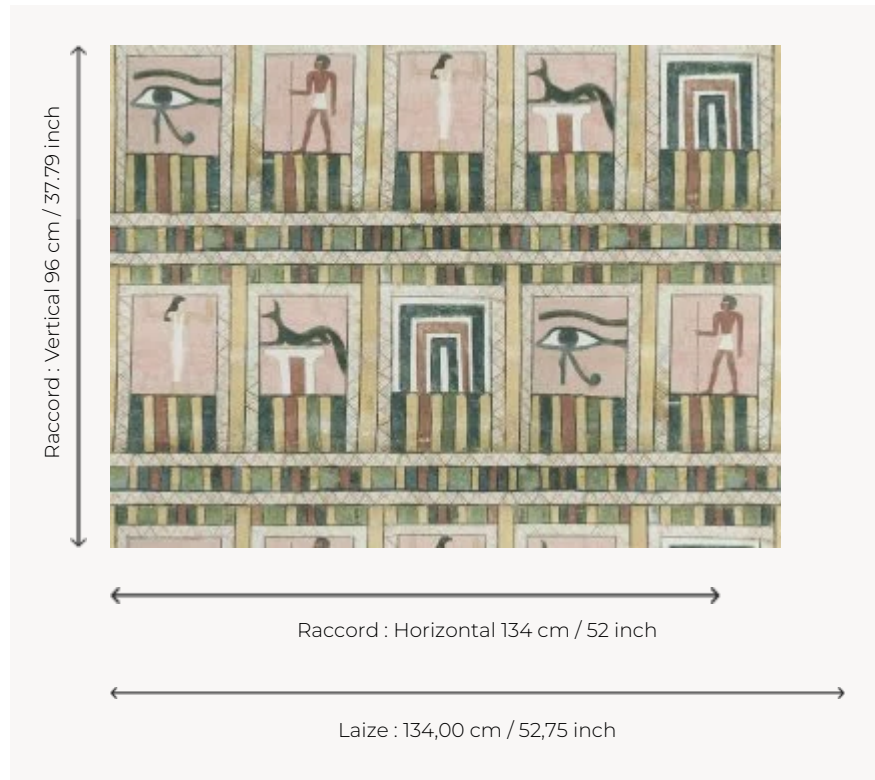 Raccord : Vertical 96 cm / 37.79 inch
Raccord : Horizontal 134 cm / 52 inch
Laize : 134,00 cm / 52,75 inch